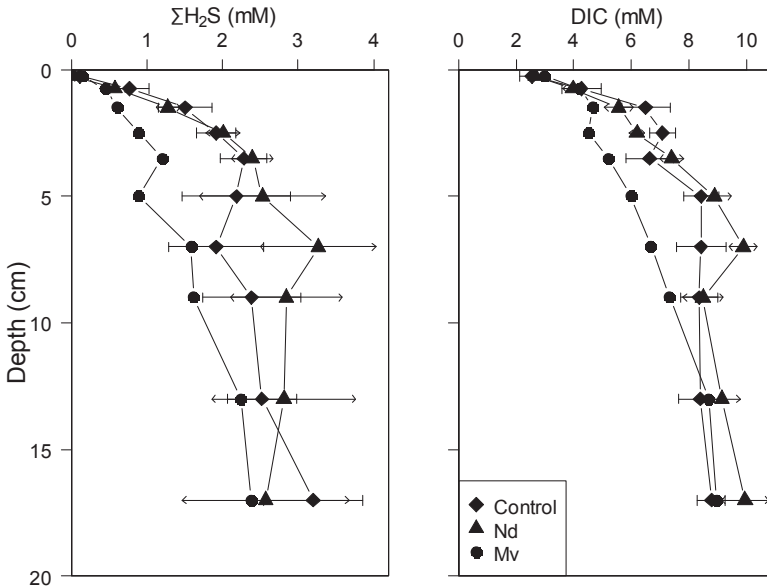 ΣH₂S (mM) DIC (mM)
0 1 2 3 4 0 2 4 6 8 10
0
5
10
15
20
Depth (cm)
Control
Nd
Mv